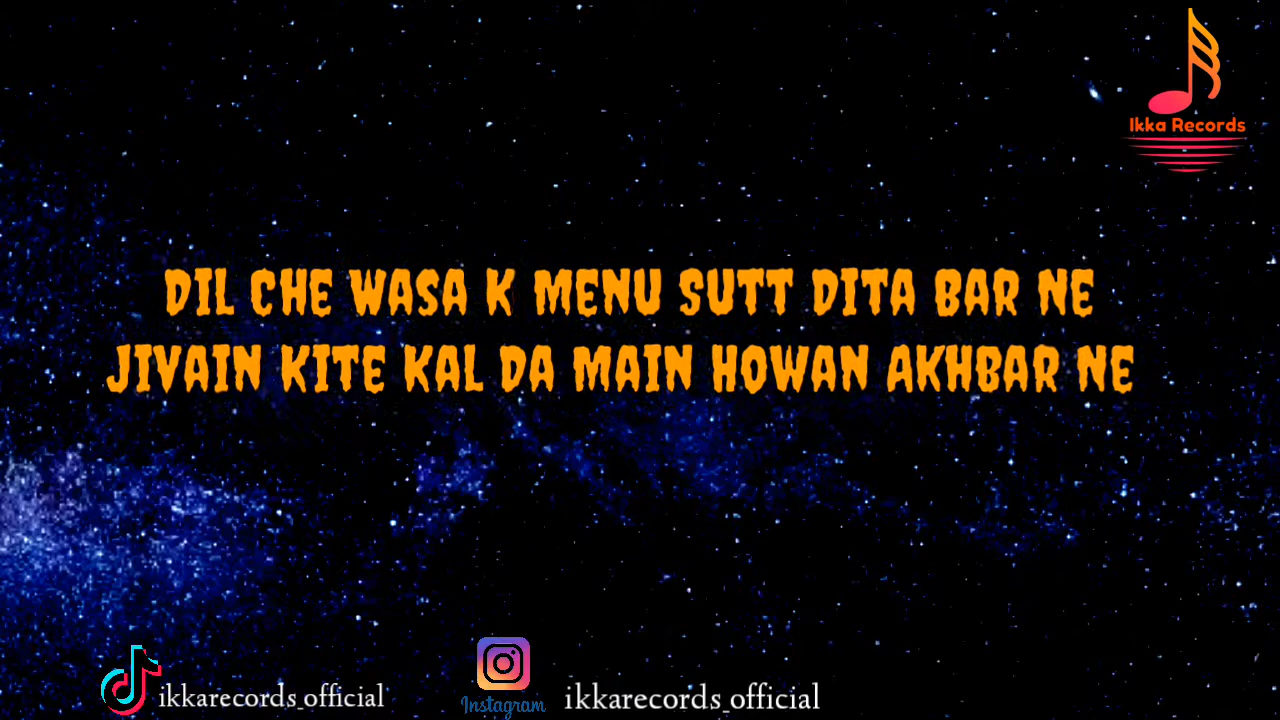 Ikka Records
DIL CHE WASA K MENU SUTT DITA BAR NE
JIVAIN KITE KAL DA MAIN HOWAN AKHBAR NE
ikkarecords_official
Instagram
ikkarecords_official